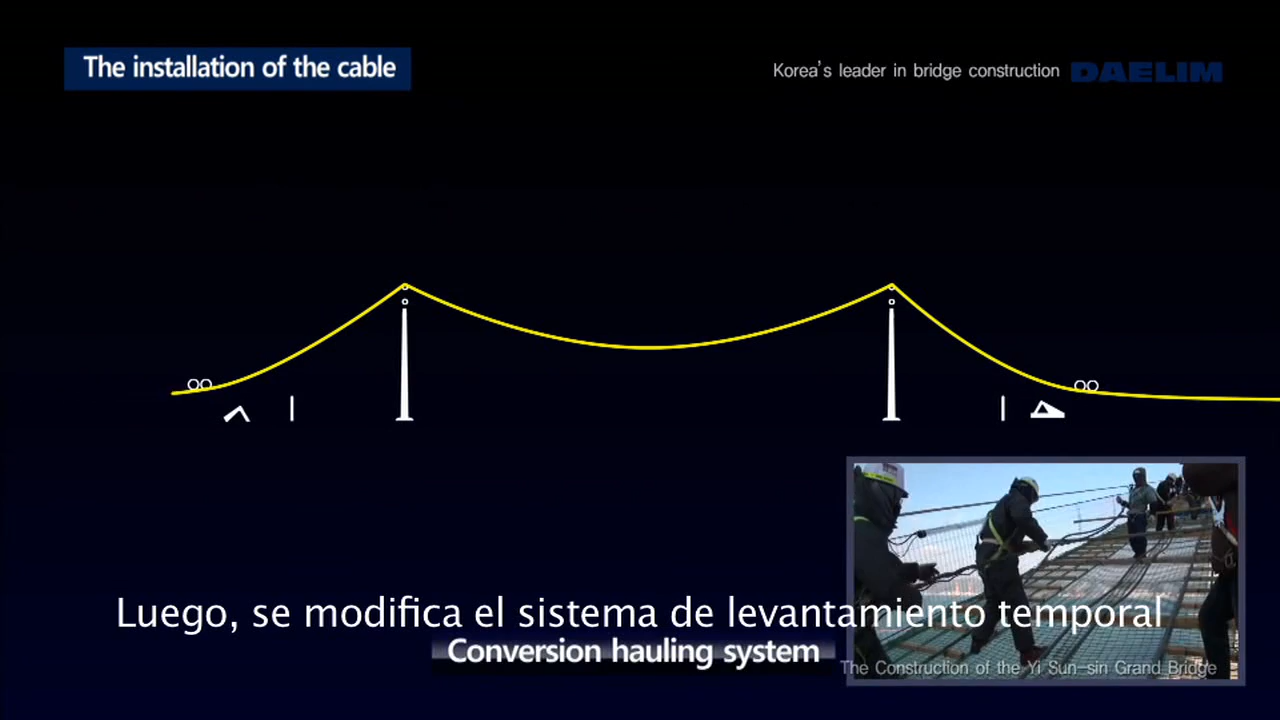 The installation of the cable
Korea's leader in bridge construction DAELIM
Luego, se modifica el sistema de levantamiento temporal
Conversion hauling system
The Construction of the Yi Sun-sin Grand Bridge